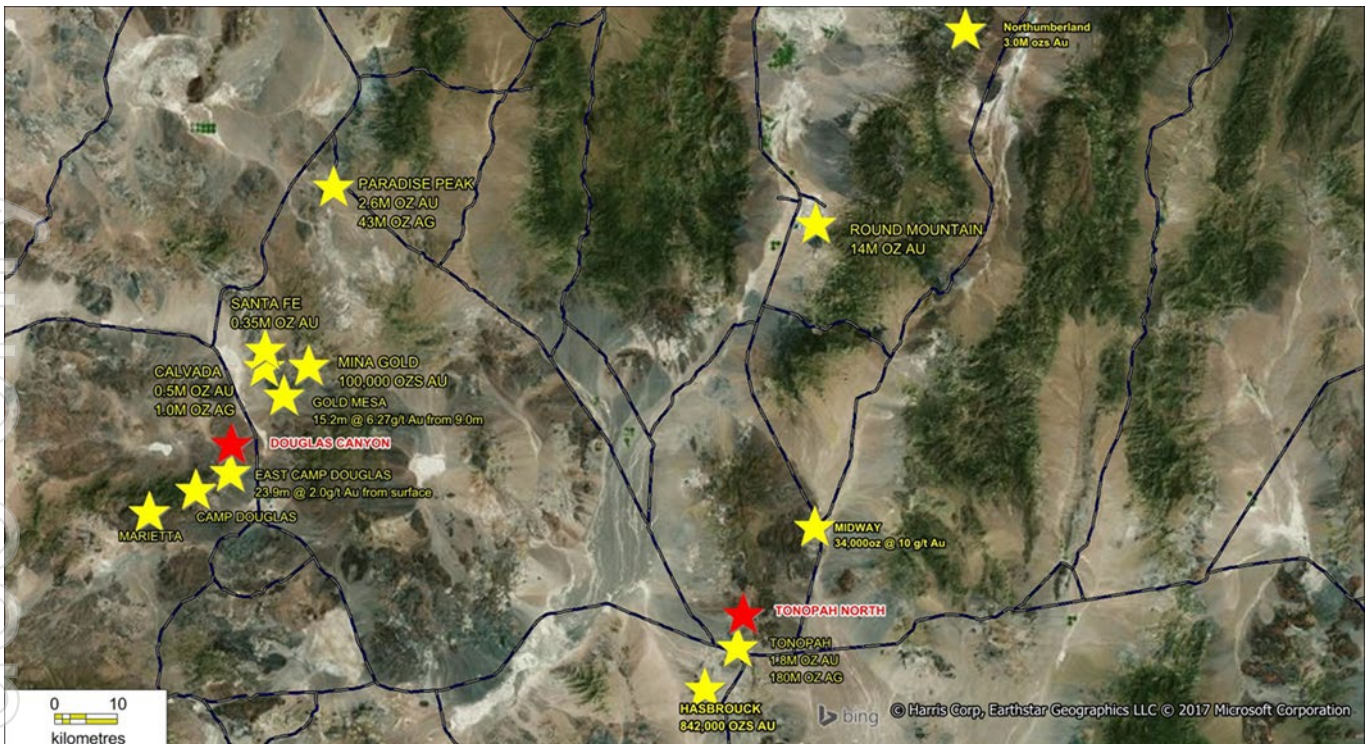 Northumberland
3.0M ozs Au
PARADISE PEAK
2.6M OZ AU
43M OZ AG
ROUND MOUNTAIN
14M OZ AU
SANTA FE
0.35M OZ AU
MINA GOLD
100,000 OZS AU
CALVADA
0.5M OZ AU
1.0M OZ AG
GOLD MESA
15.2m @ 6.27g/t Au from 9.0m
DOUGLAS CANYON
EAST CAMP DOUGLAS
23.9m @ 2.0g/t Au from surface
CAMP DOUGLAS
MARIETTA
MIDWAY
34,000oz @ 10 g/t Au
TONOPAH NORTH
TONOPAH
1.8M OZ AU
180M OZ AG
HASBROUCK
842,000 OZS AU
0 10
kilometres
bing © Harris Corp, Earthstar Geographics LLC © 2017 Microsoft Corporation